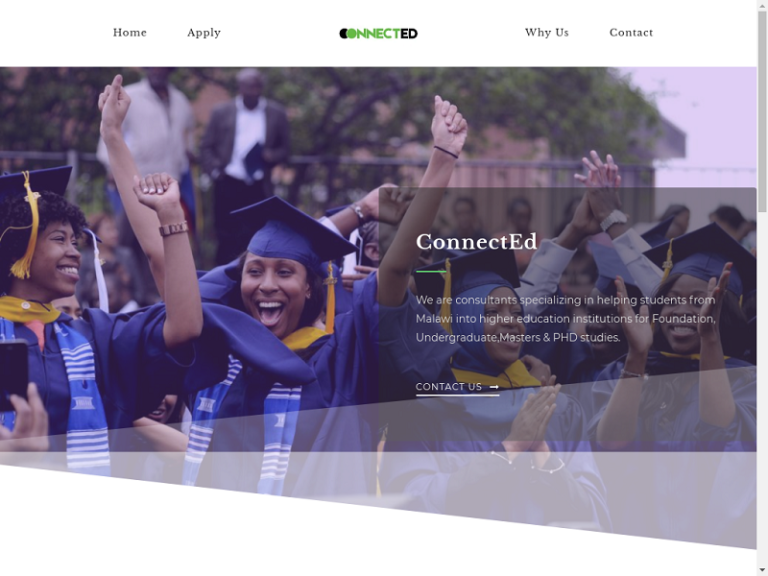 Home Apply CONNECTED Why Us Contact
ConnectEd
We are consultants specializing in helping students from
Malawi into higher education institutions for Foundation,
Undergraduate,Masters & PHD studies.
CONTACT US →